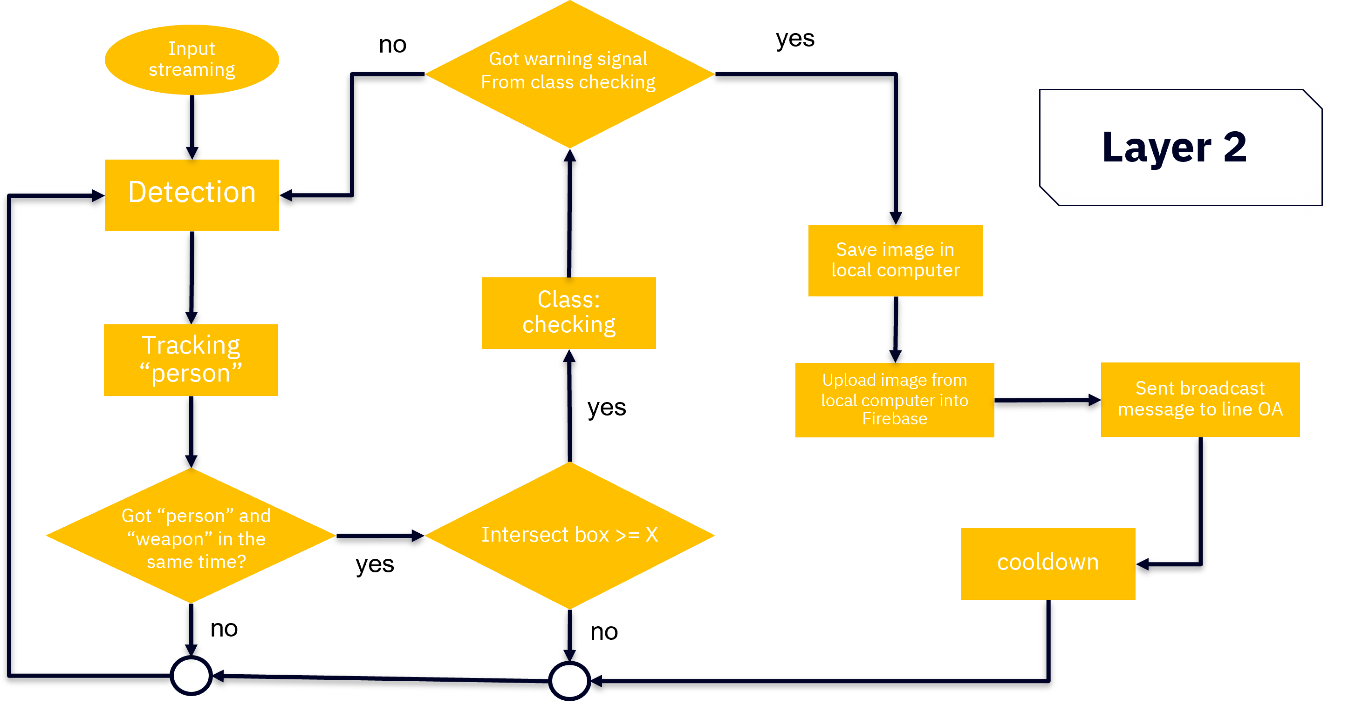 Input
streaming
Detection
Tracking
“person”
Got “person” and
“weapon” in the
same time?
no
yes
Intersect box >= X
no
yes
Class:
checking
Got warning signal
From class checking
no
yes
Save image in
local computer
Upload image from
local computer into
Firebase
Sent broadcast
message to line OA
cooldown
Layer 2